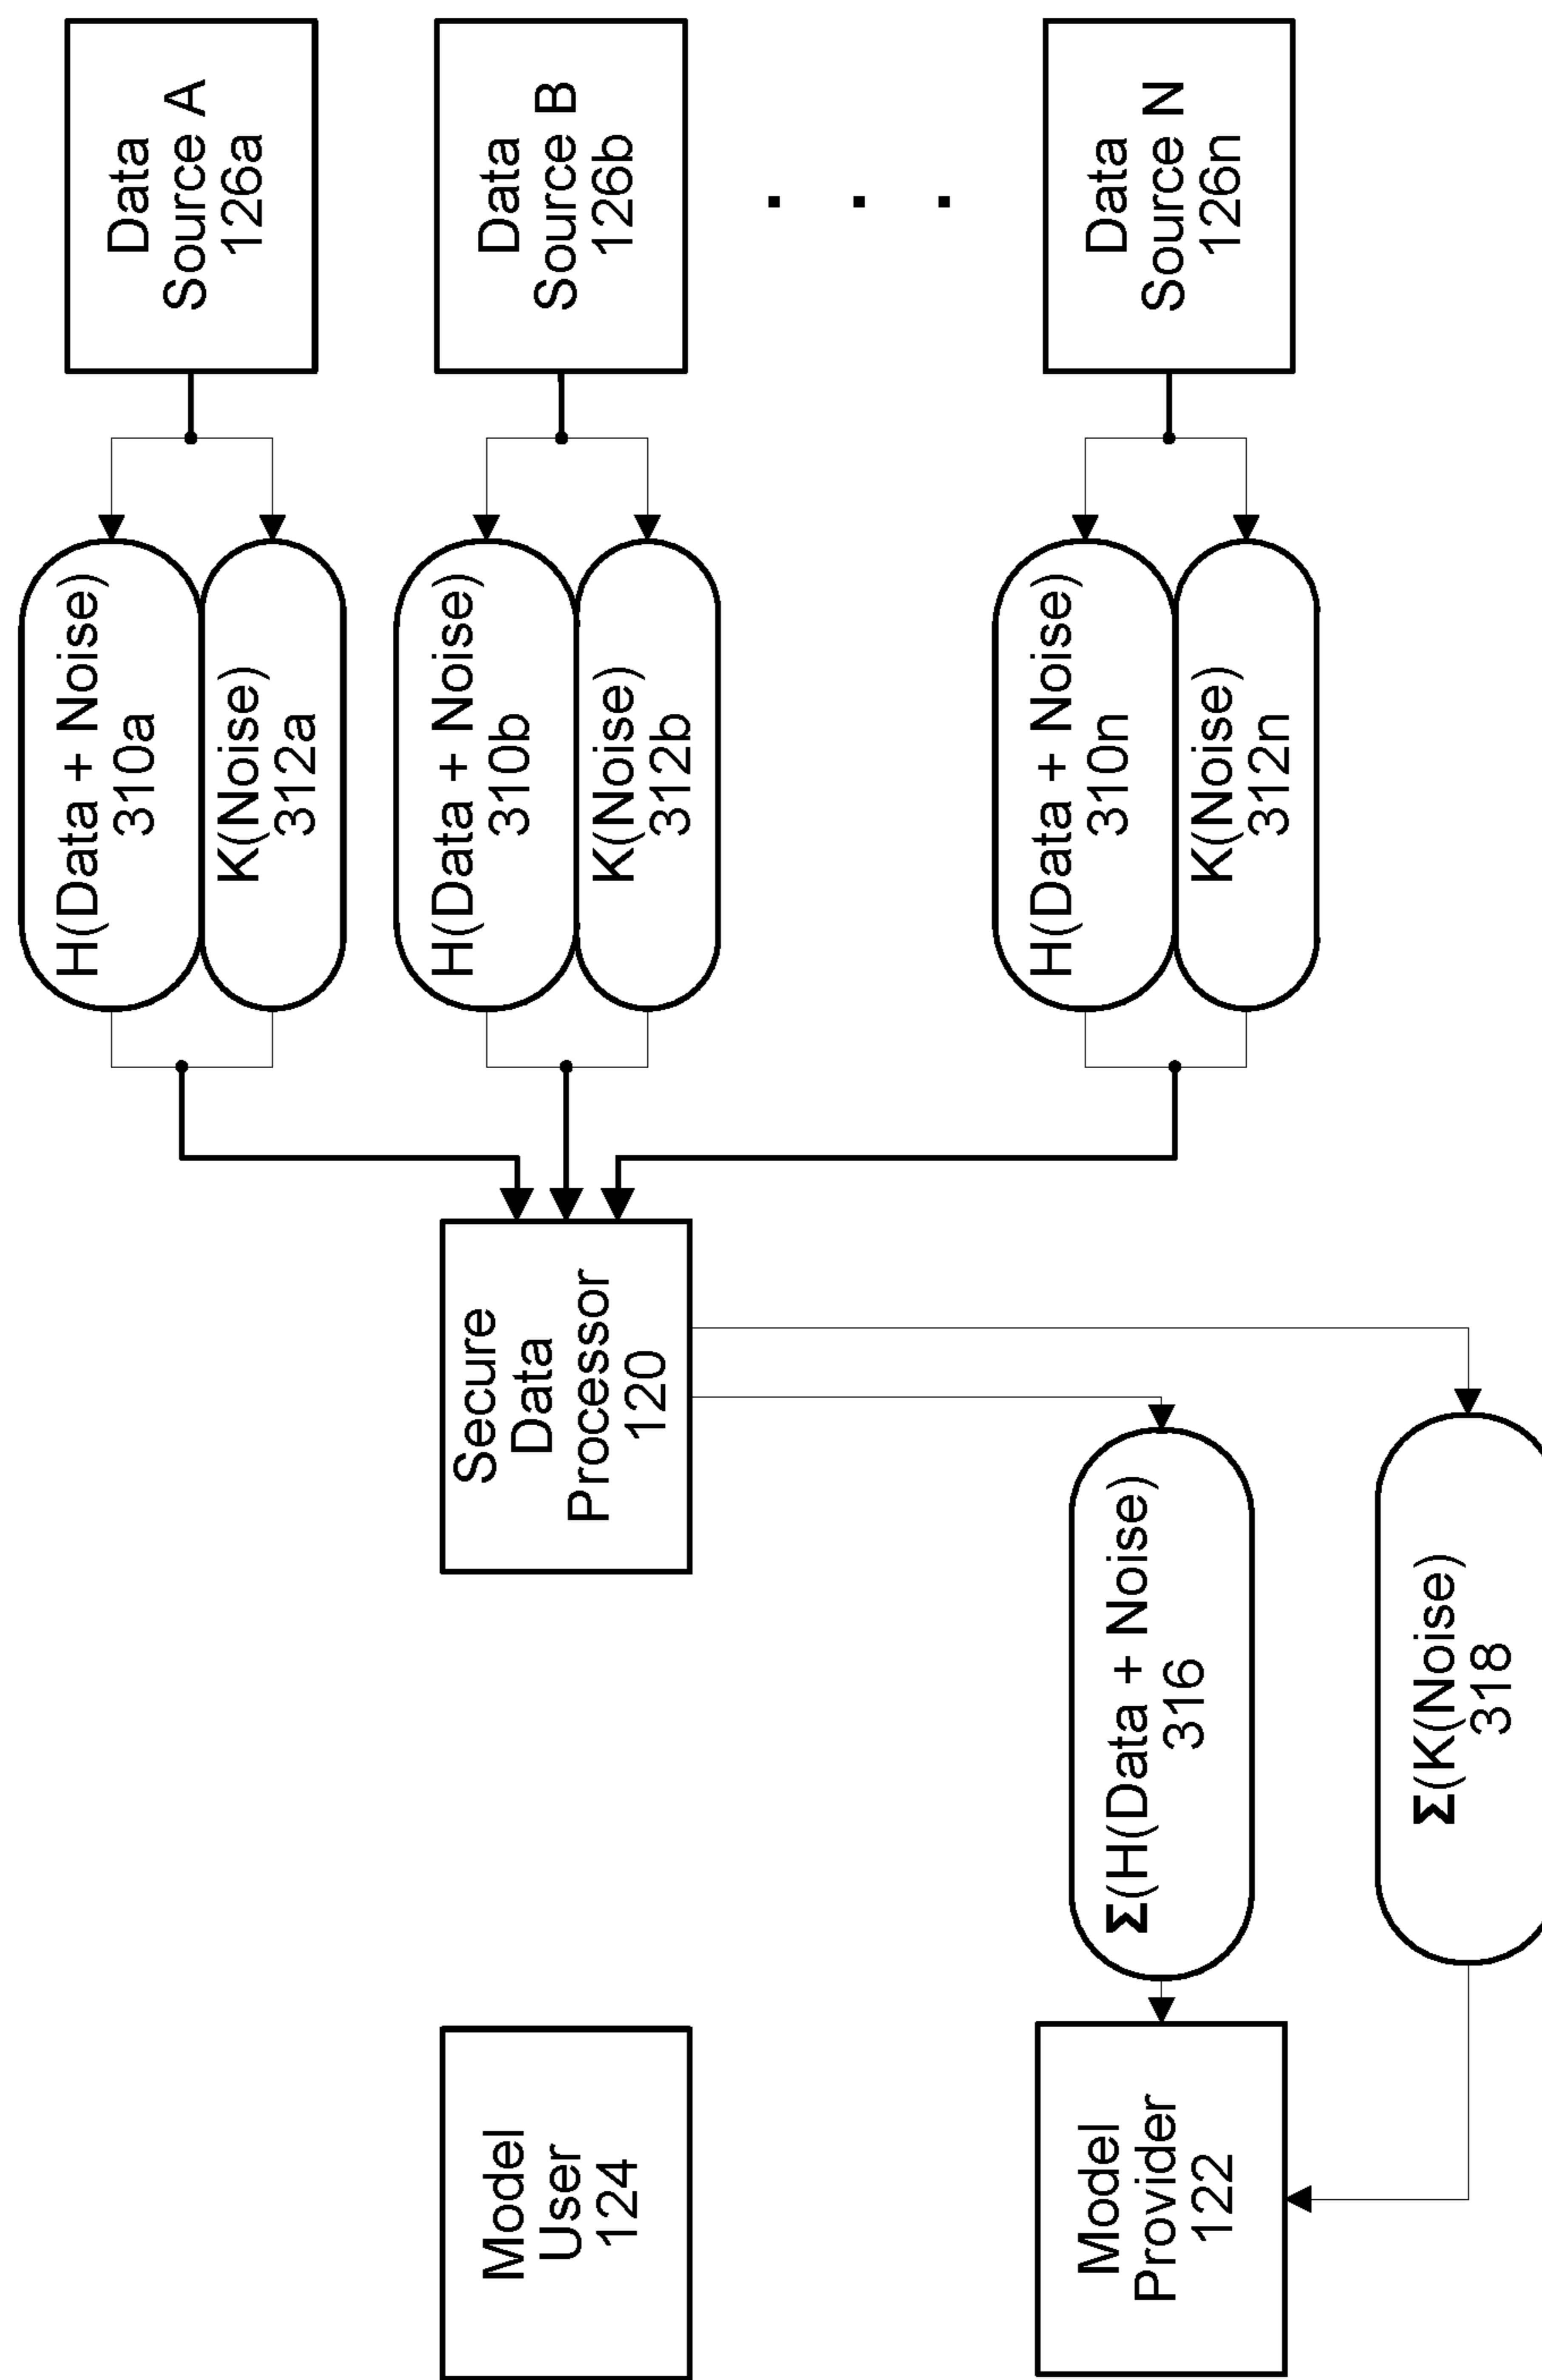 Data
Source A
126a
Data
Source B
126b
. . .
Data
Source N
126n
H(Data + Noise)
310a
K(Noise)
312a
H(Data + Noise)
310b
K(Noise)
312b
H(Data + Noise)
310n
K(Noise)
312n
Secure
Data
Processor
120
Σ(H(Data + Noise)
316
Σ(K(Noise)
318
Model
User
124
Model
Provider
122